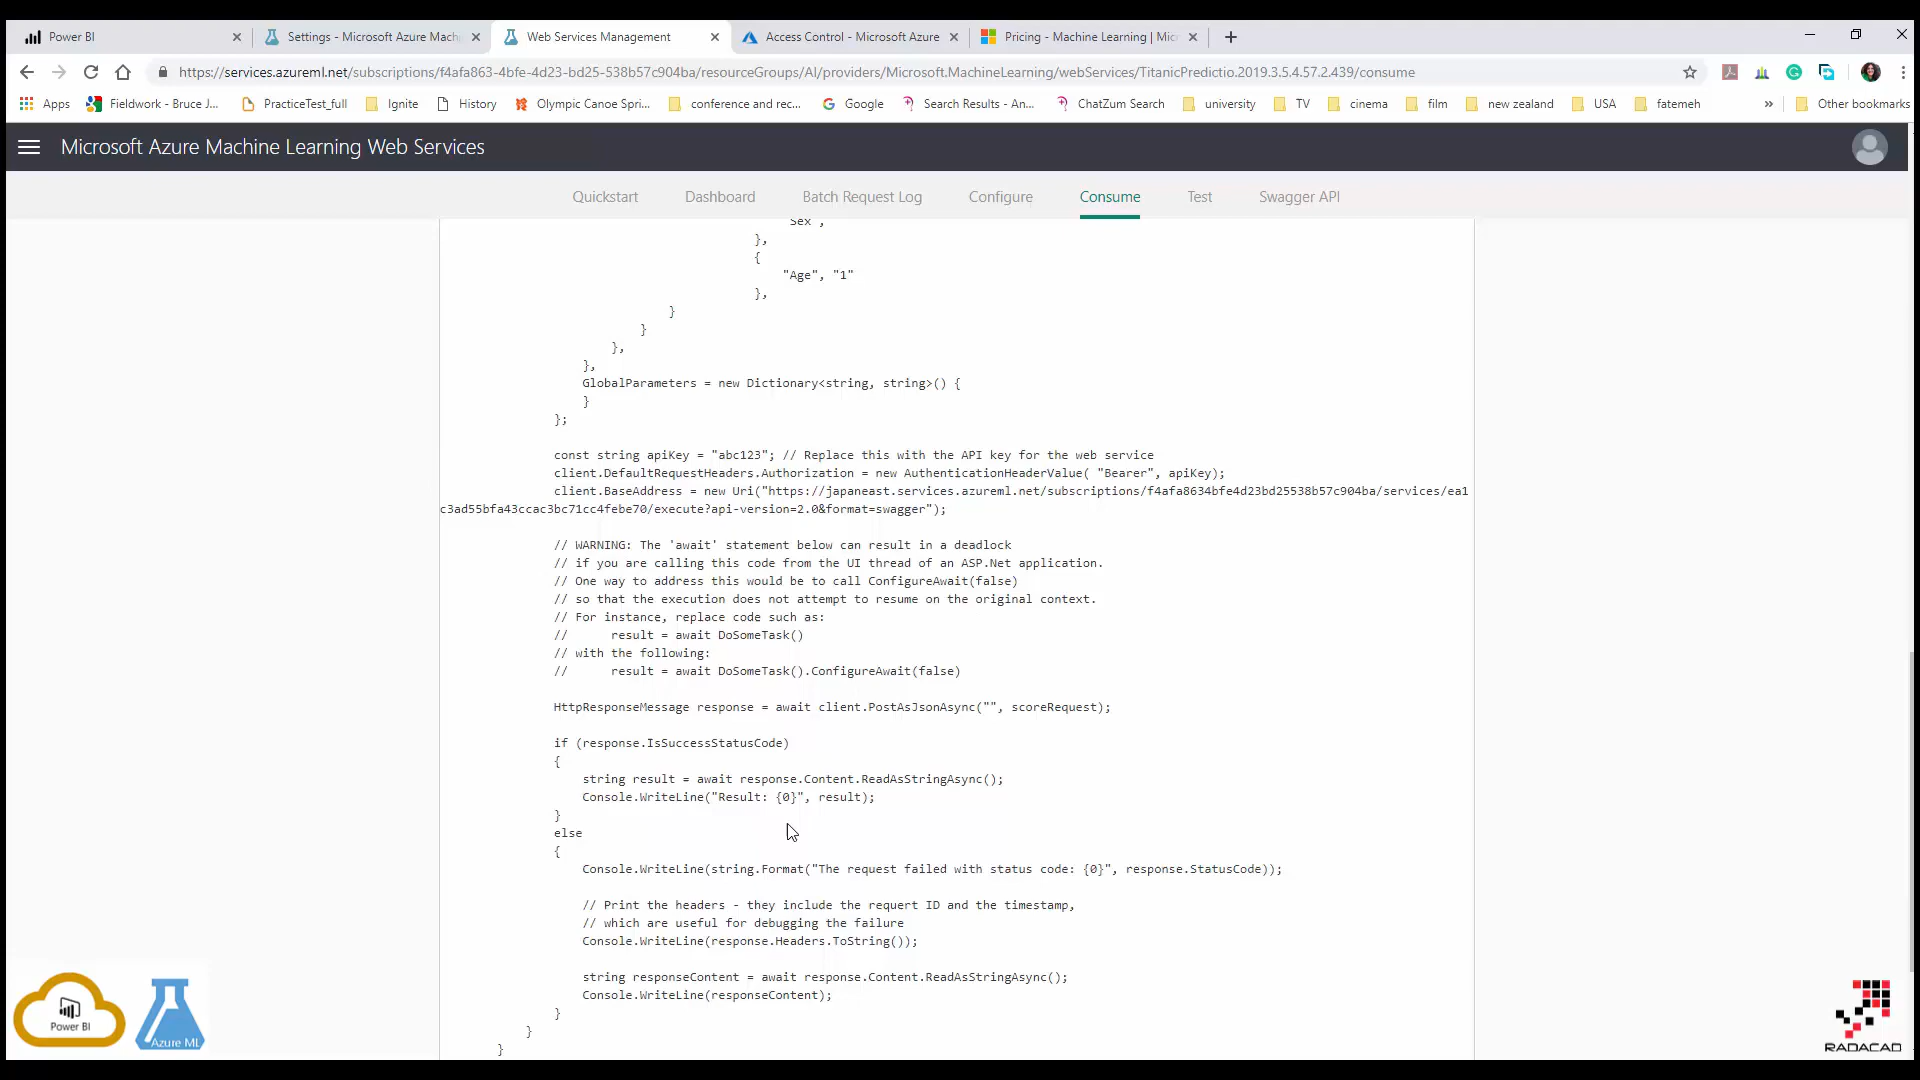 Power BI
Settings - Microsoft Azure Mach
Web Services Management
Access Control - Microsoft Azure
Pricing - Machine Learning | Mic
https://services.azureml.net/subscriptions/f4afa863-4bfe-4d23-bd25-538b57c904ba/resourceGroups/AI/providers/Microsoft.MachineLearning/webServices/TitanicPredictio.2019.3.5.4.57.2.439/consume
Apps
Fieldwork - Bruce J...
PracticeTest_full
Ignite
History
Olympic Canoe Spri...
conference and rec...
Google
Search Results - An...
ChatZum Search
university
TV
cinema
film
new zealand
USA
fatemeh
»
Other bookmarks
Microsoft Azure Machine Learning Web Services
Quickstart
Dashboard
Batch Request Log
Configure
Consume
Test
Swagger API
"Sex",
},
{
"Age", "1"
},
}
}
},
},
GlobalParameters = new Dictionary<string, string>() {
}
};
const string apiKey = "abc123"; // Replace this with the API key for the web service
client.DefaultRequestHeaders.Authorization = new AuthenticationHeaderValue( "Bearer", apiKey);
client.BaseAddress = new Uri("https://japaneast.services.azureml.net/subscriptions/f4afa8634bfe4d23bd25538b57c904ba/services/ea1
c3ad55bfa43ccac3bc71cc4febe70/execute?api-version=2.0&format=swagger");
// WARNING: The 'await' statement below can result in a deadlock
// if you are calling this code from the UI thread of an ASP.Net application.
// One way to address this would be to call ConfigureAwait(false)
// so that the execution does not attempt to resume on the original context.
// For instance, replace code such as:
// result = await DoSomeTask()
// with the following:
// result = await DoSomeTask().ConfigureAwait(false)
HttpResponseMessage response = await client.PostAsJsonAsync("", scoreRequest);
if (response.IsSuccessStatusCode)
{
string result = await response.Content.ReadAsStringAsync();
Console.WriteLine("Result: {0}", result);
}
else
{
Console.WriteLine(string.Format("The request failed with status code: {0}", response.StatusCode));
// Print the headers - they include the requert ID and the timestamp,
// which are useful for debugging the failure
Console.WriteLine(response.Headers.ToString());
string responseContent = await response.Content.ReadAsStringAsync();
Console.WriteLine(responseContent);
}
}
}
Power BI
Azure ML
RADACAD